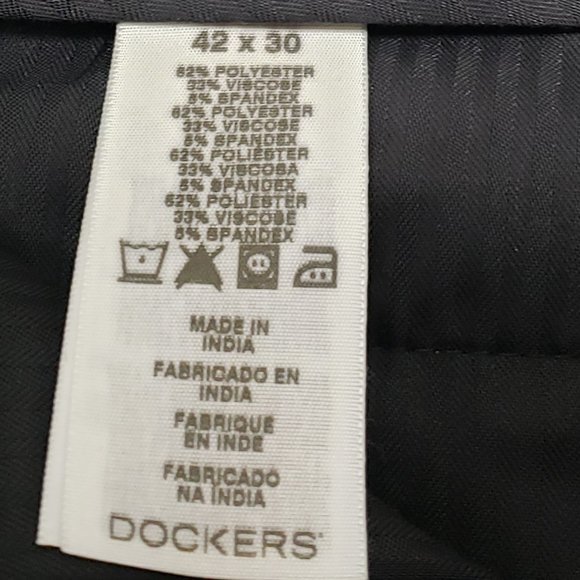 42 x 30
62% POLYESTER
33% VISCOSE
5% SPANDEX
62% POLYESTER
33% VISCOSE
5% SPANDEX
62% POLIESTER
33% VISCOSA
5% SPANDEX
62% POLIESTER
33% VISCOSE
5% SPANDEX
MADE IN
INDIA
FABRICADO EN
INDIA
FABRIQUE
EN INDE
FABRICADO
NA INDIA
DOCKERS